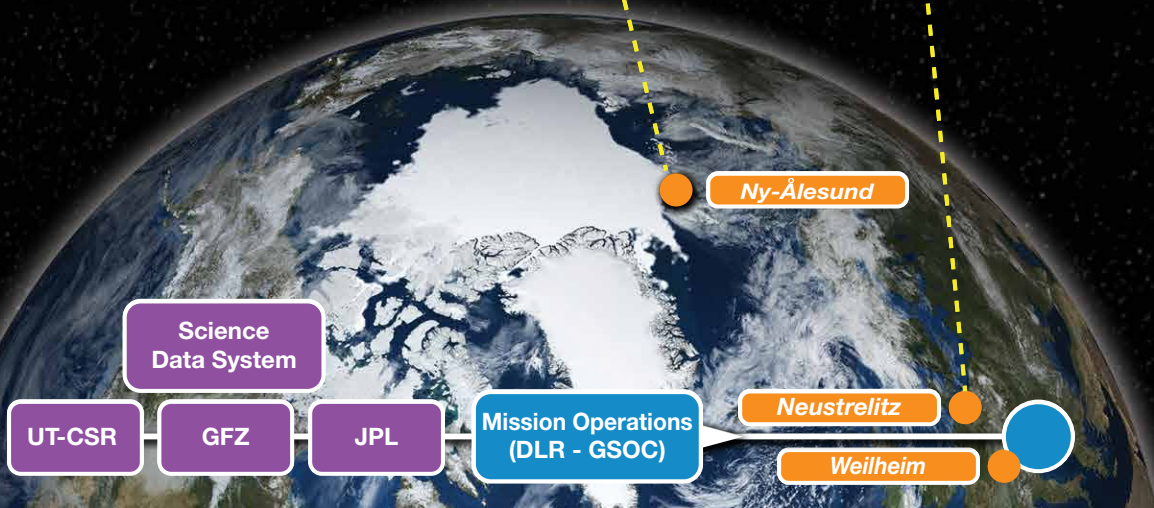 Ny-Ålesund
Science
Data System
UT-CSR
GFZ
JPL
Mission Operations
(DLR - GSOC)
Neustrelitz
Weilheim